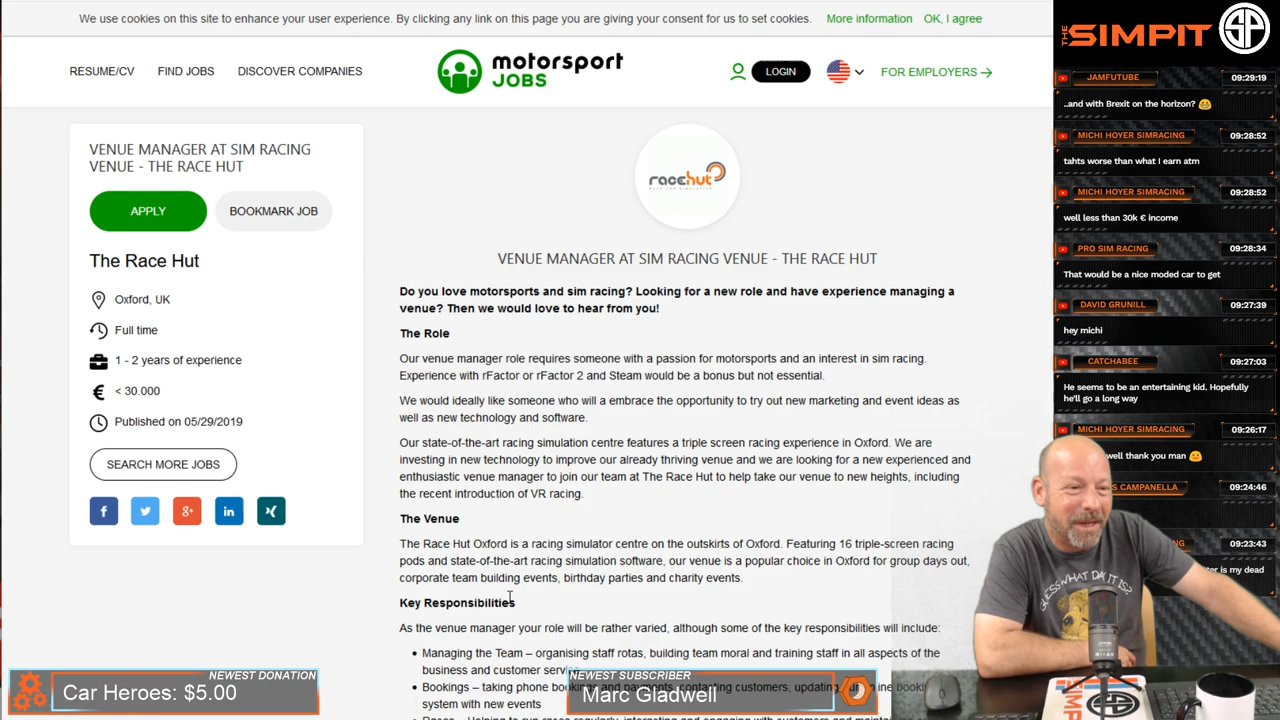 We use cookies on this site to enhance your user experience. By clicking any link on this page you are giving your consent for us to set cookies. More information OK, I agree
RESUME/CV FIND JOBS DISCOVER COMPANIES
motorsport
JOBS
LOGIN
FOR EMPLOYERS →
VENUE MANAGER AT SIM RACING
VENUE - THE RACE HUT
APPLY
BOOKMARK JOB
The Race Hut
Oxford, UK
Full time
1 - 2 years of experience
€ < 30 000
Published on 05/29/2019
SEARCH MORE JOBS
racehut
VENUE MANAGER AT SIM RACING VENUE - THE RACE HUT
Do you love motorsports and sim racing? Looking for a new role and have experience managing a
venue? Then we would love to hear from you!
The Role
Our venue manager role requires someone with a passion for motorsports and an interest in sim racing.
Experience with rFactor or rFactor 2 and Steam would be a bonus but not essential.
We would ideally like someone who will a embrace the opportunity to try out new marketing and event ideas as
well as new technology and software.
Our state-of-the-art racing simulation centre features a triple screen racing experience in Oxford. We are
investing in new technology to improve our already thriving venue and we are looking for a new experienced and
enthusiastic venue manager to join our team at The Race Hut to help take our venue to new heights, including
the recent introduction of VR racing.
The Venue
The Race Hut Oxford is a racing simulator centre on the outskirts of Oxford. Featuring 16 triple-screen racing
pods and state-of-the-art racing simulation software, our venue is a popular choice in Oxford for group days out,
corporate team building events, birthday parties and charity events.
Key Responsibilities
As the venue manager your role will be rather varied, although some of the key responsibilities will include:
• Managing the Team – organising staff rotas, building team moral and training staff in all aspects of the
business and customer
• Bookings – taking phone customers, updating
system with new events
NEWEST DONATION
Car Heroes: $5.00
NEWEST SUBSCRIBER
Marc Gladwell
THE SIMPIT SP
JAMFUTUBE 09:29:19
..and with Brexit on the horizon? 😂
MICHI HOYER SIMRACING 09:28:52
tahts worse than what I earn atm
MICHI HOYER SIMRACING 09:28:52
well less than 30k € income
PRO SIM RACING 09:28:34
That would be a nice moded car to get
DAVID GRUNILL 09:27:39
hey michi
CATCHABEE 09:27:03
He seems to be an entertaining kid. Hopefully
he'll go a long way
MICHI HOYER SIMRACING 09:26:17
well thank you man 🙂
CAMPANELLA 09:24:46
09:23:43
is my dead
GUESS WHAT DAY IT IS?
SIMPIT